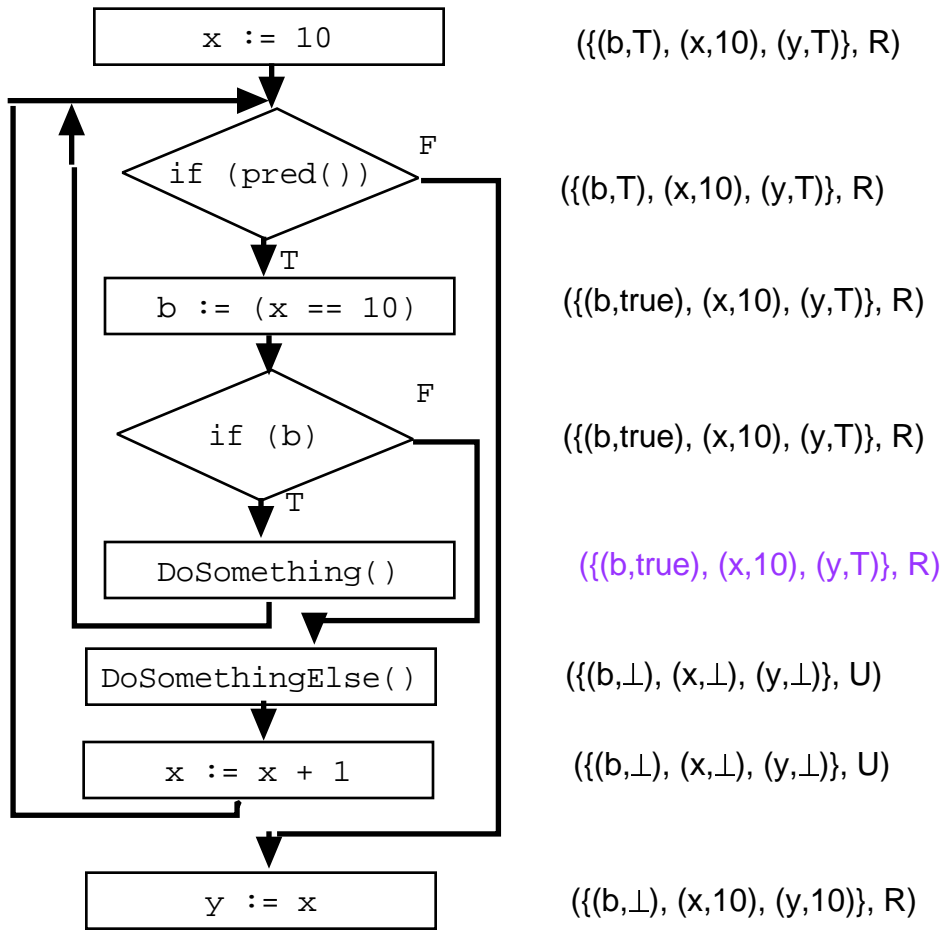 x := 10 ({(b,T), (x,10), (y,T)}, R)
F
if (pred()) ({(b,T), (x,10), (y,T)}, R)
T
b := (x == 10) ({(b,true), (x,10), (y,T)}, R)
F
if (b) ({(b,true), (x,10), (y,T)}, R)
T
DoSomething() ({(b,true), (x,10), (y,T)}, R)
DoSomethingElse() ({(b,⊥), (x,⊥), (y,⊥)}, U)
x := x + 1 ({(b,⊥), (x,⊥), (y,⊥)}, U)
y := x ({(b,⊥), (x,10), (y,10)}, R)